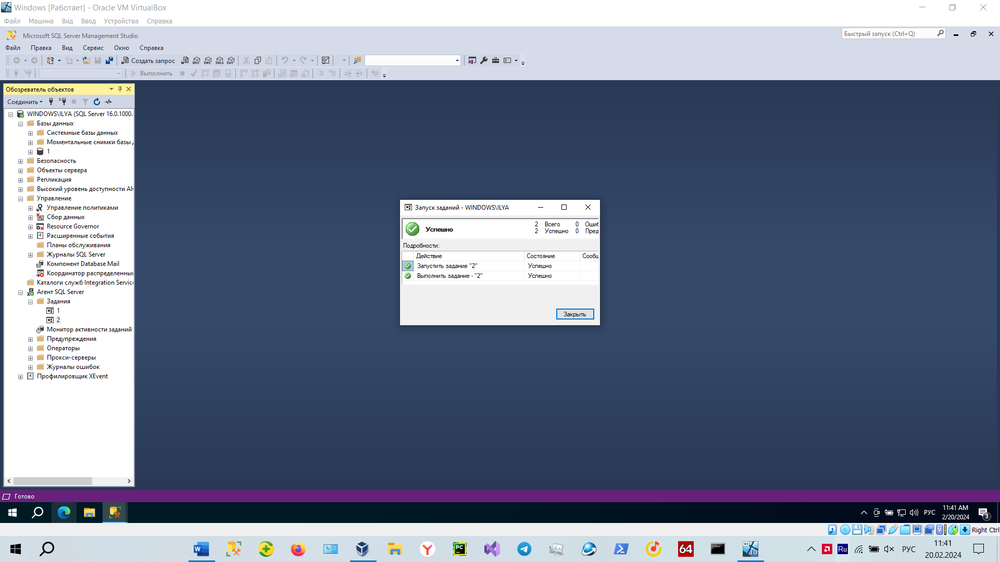 Windows [Работает] - Oracle VM VirtualBox
Файл Машина Вид Ввод Устройства Справка
Microsoft SQL Server Management Studio
Быстрый запуск (Ctrl+Q)
Файл Правка Вид Сервис Окно Справка
Создать запрос MDX DMX XMLA DAX
Выполнить
Обозреватель объектов
Соединить
WINDOWS\ILYA (SQL Server 16.0.1000.
Базы данных
Системные базы данных
Моментальные снимки базы
1
Безопасность
Объекты сервера
Репликация
Высокий уровень доступности Al
Управление
Управление политиками
Сбор данных
Resource Governor
Расширенные события
Планы обслуживания
Журналы SQL Server
Компонент Database Mail
Координатор распределенных
Каталоги служб Integration Servic
Агент SQL Server
Задания
1
2
Монитор активности заданий
Предупреждения
Операторы
Прокси-серверы
Журналы ошибок
Профилировщик XEvent
Запуск заданий - WINDOWS\ILYA
Успешно
2 Всего 0 Ошиб
2 Успешно 0 Пред
Подробности:
Действие Состояние Сообщ
Запустить задание "2" Успешно
Выполнить задание - "2" Успешно
Закрыть
Готово
РУС
11:41 AM
2/20/2024
3
Right Ctrl
64
Ru
РУС
11:41
20.02.2024